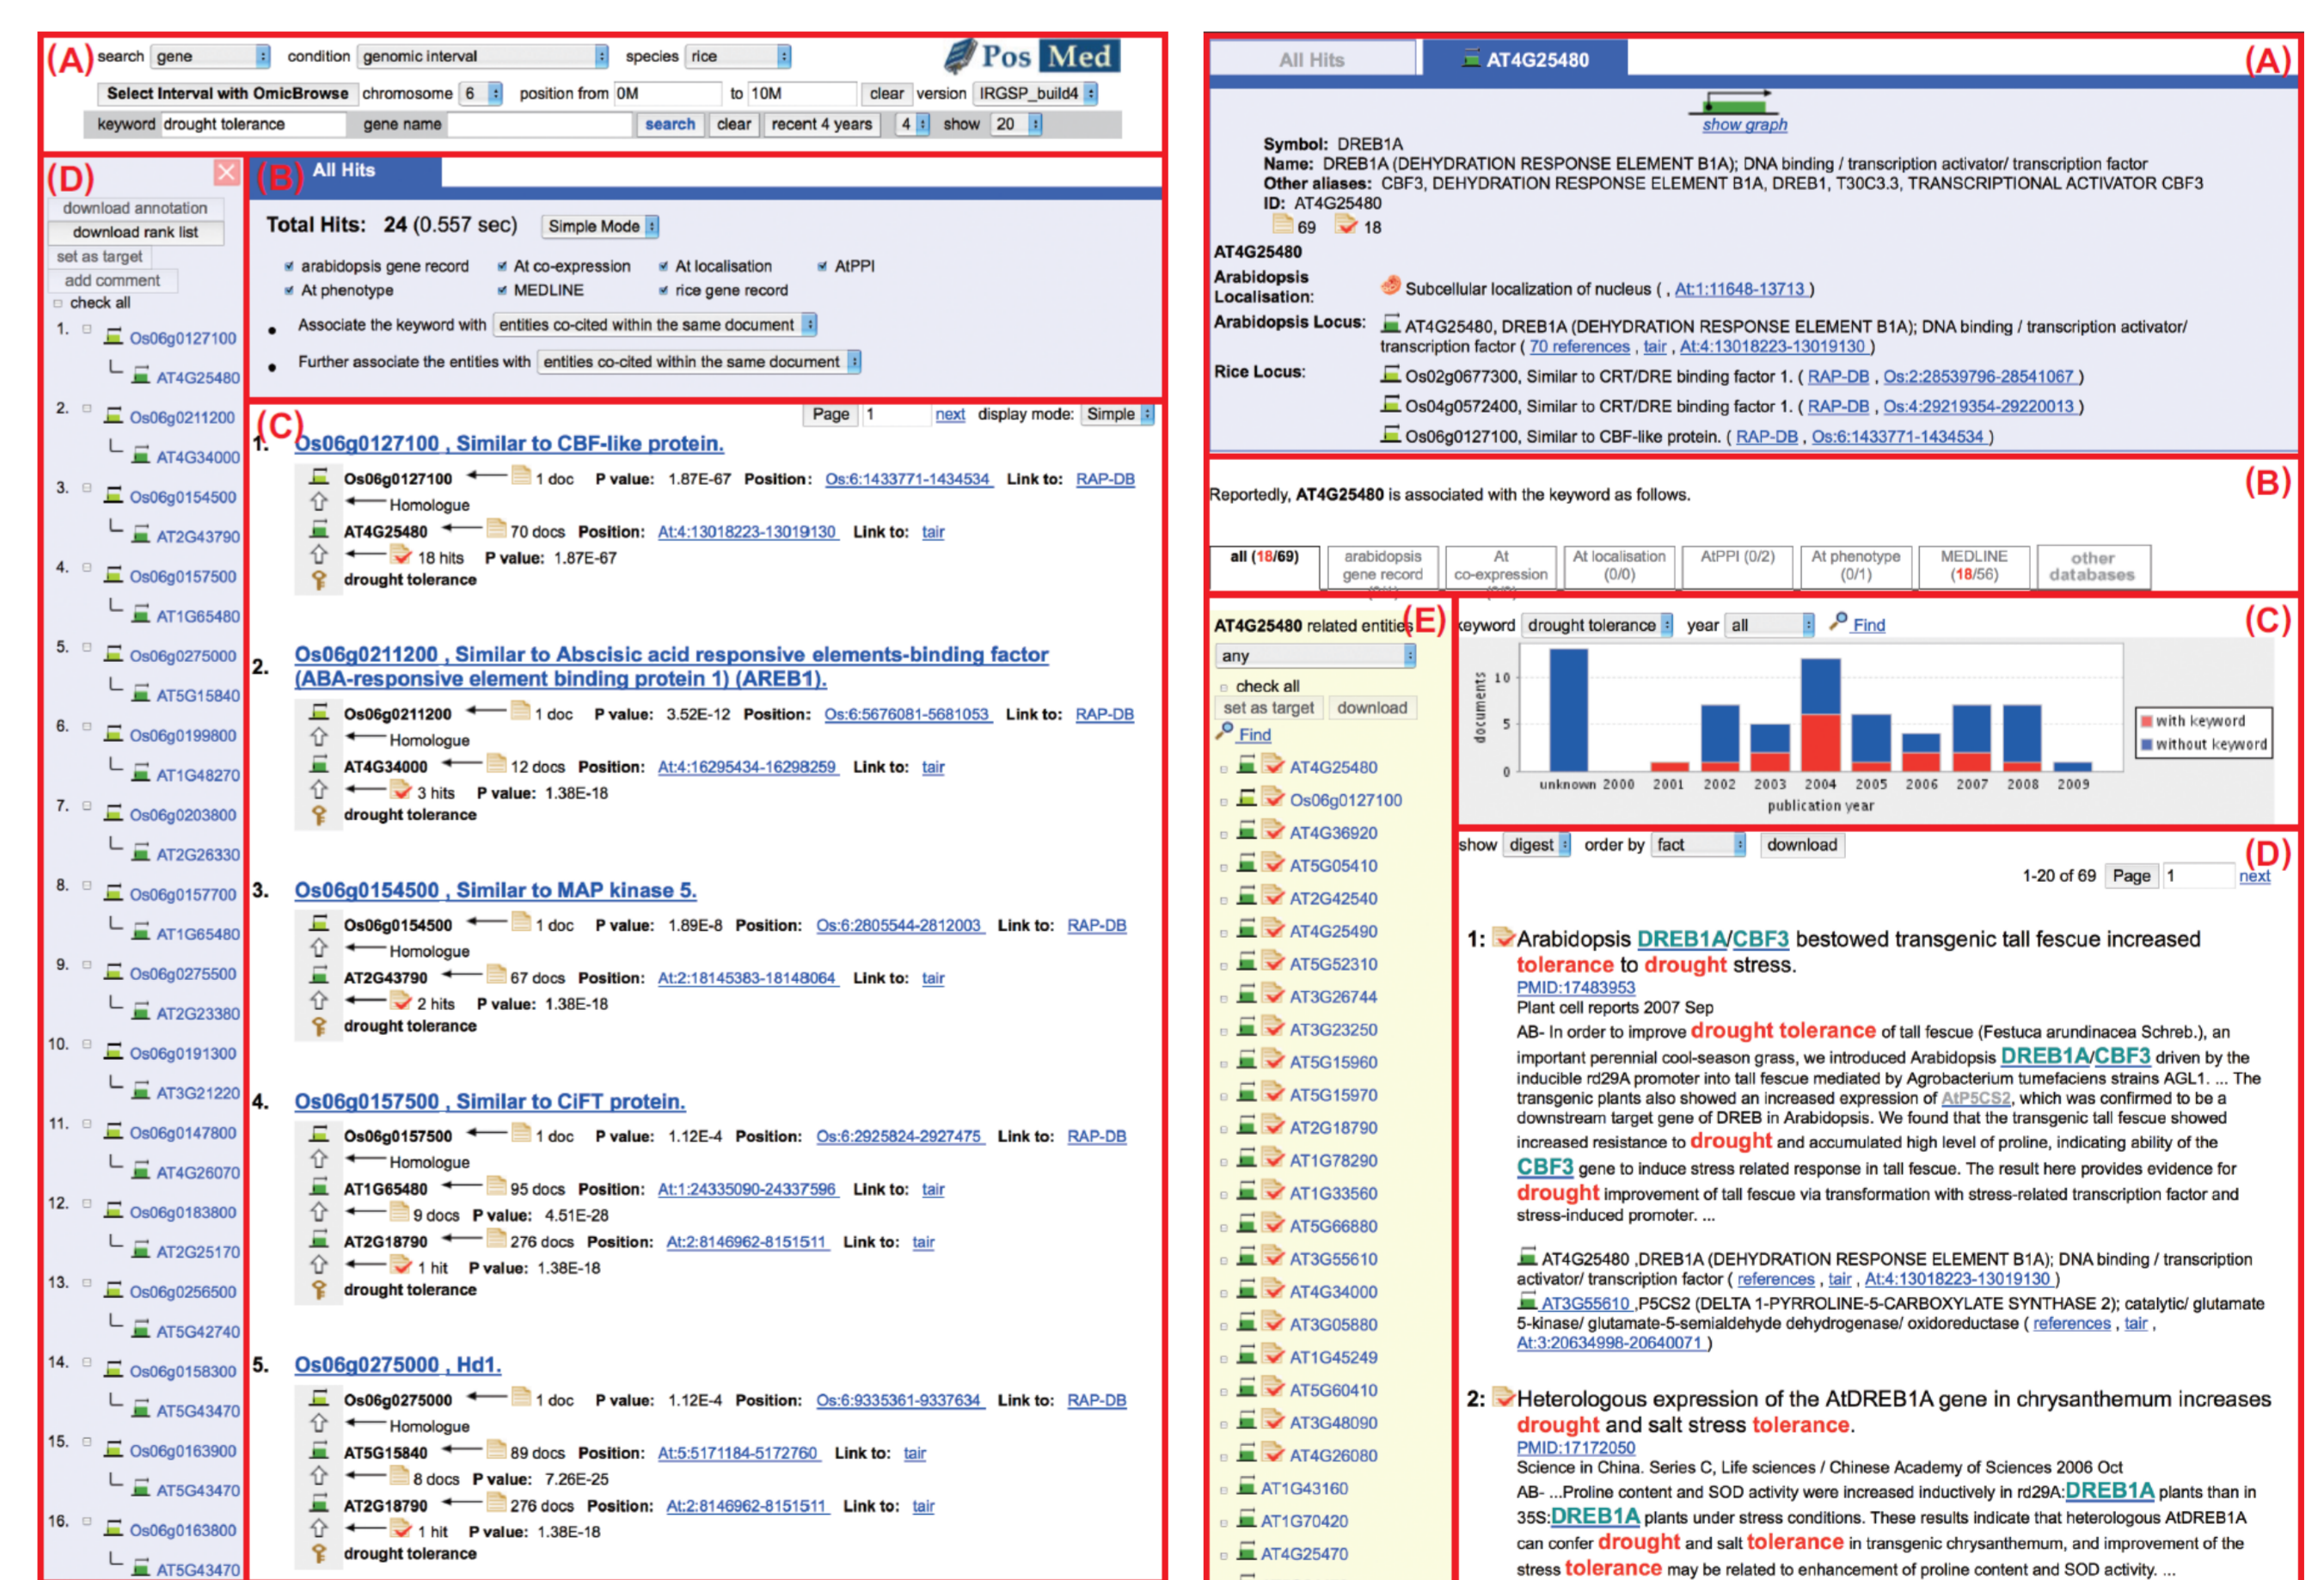 (A) search gene condition genomic interval species rice Pos Med
Select Interval with OmicBrowse chromosome 6 position from 0M to 10M clear version IRGSP_build4
keyword drought tolerance gene name search clear recent 4 years 4 show 20
(D)
download annotation
download rank list
set as target
add comment
check all
1. Os06g0127100
AT4G25480
2. Os06g0211200
AT4G34000
3. Os06g0154500
AT2G43790
4. Os06g0157500
AT1G65480
5. Os06g0275000
AT5G15840
6. Os06g0199800
AT1G48270
7. Os06g0203800
AT2G26330
8. Os06g0157700
AT1G65480
9. Os06g0275500
AT2G23380
10. Os06g0191300
AT3G21220
11. Os06g0147800
AT4G26070
12. Os06g0183800
AT2G25170
13. Os06g0256500
AT5G42740
14. Os06g0158300
AT5G43470
15. Os06g0163900
AT5G43470
16. Os06g0163800
AT5G43470
(B) All Hits
Total Hits: 24 (0.557 sec) Simple Mode
arabidopsis gene record At co-expression At localisation AtPPI
At phenotype MEDLINE rice gene record
• Associate the keyword with entities co-cited within the same document
• Further associate the entities with entities co-cited within the same document
(C) Page 1 next display mode: Simple
1. Os06g0127100 , Similar to CBF-like protein.
Os06g0127100 1 doc P value: 1.87E-67 Position: Os:6:1433771-1434534 Link to: RAP-DB
Homologue
AT4G25480 70 docs Position: At:4:13018223-13019130 Link to: tair
18 hits P value: 1.87E-67
drought tolerance
2. Os06g0211200 , Similar to Abscisic acid responsive elements-binding factor
(ABA-responsive element binding protein 1) (AREB1).
Os06g0211200 1 doc P value: 3.52E-12 Position: Os:6:5676081-5681053 Link to: RAP-DB
Homologue
AT4G34000 12 docs Position: At:4:16295434-16298259 Link to: tair
3 hits P value: 1.38E-18
drought tolerance
3. Os06g0154500 , Similar to MAP kinase 5.
Os06g0154500 1 doc P value: 1.89E-8 Position: Os:6:2805544-2812003 Link to: RAP-DB
Homologue
AT2G43790 67 docs Position: At:2:18145383-18148064 Link to: tair
2 hits P value: 1.38E-18
drought tolerance
4. Os06g0157500 , Similar to CiFT protein.
Os06g0157500 1 doc P value: 1.12E-4 Position: Os:6:2925824-2927475 Link to: RAP-DB
Homologue
AT1G65480 95 docs Position: At:1:24335090-24337596 Link to: tair
9 docs P value: 4.51E-28
AT2G18790 276 docs Position: At:2:8146962-8151511 Link to: tair
1 hit P value: 1.38E-18
drought tolerance
5. Os06g0275000 , Hd1.
Os06g0275000 1 doc P value: 1.12E-4 Position: Os:6:9335361-9337634 Link to: RAP-DB
Homologue
AT5G15840 89 docs Position: At:5:5171184-5172760 Link to: tair
8 docs P value: 7.26E-25
AT2G18790 276 docs Position: At:2:8146962-8151511 Link to: tair
1 hit P value: 1.38E-18
drought tolerance
All Hits AT4G25480 (A)
show graph
Symbol: DREB1A
Name: DREB1A (DEHYDRATION RESPONSE ELEMENT B1A); DNA binding / transcription activator/ transcription factor
Other aliases: CBF3, DEHYDRATION RESPONSE ELEMENT B1A, DREB1, T30C3.3, TRANSCRIPTIONAL ACTIVATOR CBF3
ID: AT4G25480
69 18
AT4G25480
Arabidopsis
Localisation: Subcellular localization of nucleus ( , At:1:11648-13713 )
Arabidopsis Locus: AT4G25480, DREB1A (DEHYDRATION RESPONSE ELEMENT B1A); DNA binding / transcription activator/
transcription factor ( 70 references , tair , At:4:13018223-13019130 )
Rice Locus: Os02g0677300, Similar to CRT/DRE binding factor 1. ( RAP-DB , Os:2:28539796-28541067 )
Os04g0572400, Similar to CRT/DRE binding factor 1. ( RAP-DB , Os:4:29219354-29220013 )
Os06g0127100, Similar to CBF-like protein. ( RAP-DB , Os:6:1433771-1434534 )
(B)
Reportedly, AT4G25480 is associated with the keyword as follows.
all (18/69)
arabidopsis
gene record
At
co-expression
At localisation
(0/0)
AtPPI (0/2)
At phenotype
(0/1)
MEDLINE
(18/56)
other
databases
(E)
AT4G25480 related entities
any
check all
set as target download
Find
AT4G25480
Os06g0127100
AT4G36920
AT5G05410
AT2G42540
AT4G25490
AT5G52310
AT3G26744
AT3G23250
AT5G15960
AT5G15970
AT2G18790
AT1G78290
AT1G33560
AT5G66880
AT3G55610
AT4G34000
AT3G05880
AT1G45249
AT5G60410
AT3G48090
AT4G26080
AT1G43160
AT1G70420
AT4G25470
(C)
keyword drought tolerance year all Find
documents
10
5
0
unknown 2000 2001 2002 2003 2004 2005 2006 2007 2008 2009
publication year
with keyword
without keyword
(D)
show digest order by fact download
1-20 of 69 Page 1 next
1: Arabidopsis DREB1A/CBF3 bestowed transgenic tall fescue increased
tolerance to drought stress.
PMID:17483953
Plant cell reports 2007 Sep
AB- In order to improve drought tolerance of tall fescue (Festuca arundinacea Schreb.), an
important perennial cool-season grass, we introduced Arabidopsis DREB1A/CBF3 driven by the
inducible rd29A promoter into tall fescue mediated by Agrobacterium tumefaciens strains AGL1. ... The
transgenic plants also showed an increased expression of AtP5CS2, which was confirmed to be a
downstream target gene of DREB in Arabidopsis. We found that the transgenic tall fescue showed
increased resistance to drought and accumulated high level of proline, indicating ability of the
CBF3 gene to induce stress related response in tall fescue. The result here provides evidence for
drought improvement of tall fescue via transformation with stress-related transcription factor and
stress-induced promoter. ...
AT4G25480 ,DREB1A (DEHYDRATION RESPONSE ELEMENT B1A); DNA binding / transcription
activator/ transcription factor ( references , tair , At:4:13018223-13019130 )
AT3G55610 ,P5CS2 (DELTA 1-PYRROLINE-5-CARBOXYLATE SYNTHASE 2); catalytic/ glutamate
5-kinase/ glutamate-5-semialdehyde dehydrogenase/ oxidoreductase ( references , tair ,
At:3:20634998-20640071 )
2: Heterologous expression of the AtDREB1A gene in chrysanthemum increases
drought and salt stress tolerance.
PMID:17172050
Science in China. Series C, Life sciences / Chinese Academy of Sciences 2006 Oct
AB- ...Proline content and SOD activity were increased inductively in rd29A:DREB1A plants than in
35S:DREB1A plants under stress conditions. These results indicate that heterologous AtDREB1A
can confer drought and salt tolerance in transgenic chrysanthemum, and improvement of the
stress tolerance may be related to enhancement of proline content and SOD activity. ...